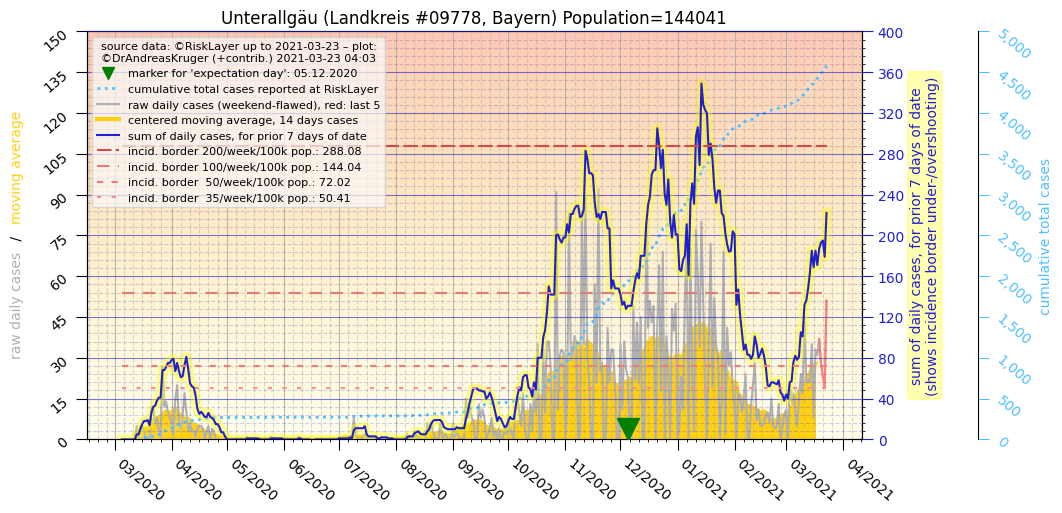 Unterallgäu (Landkreis #09778, Bayern) Population=144041
source data: ©RiskLayer up to 2021-03-23 – plot:
©DrAndreasKruger (+contrib.) 2021-03-23 04:03
marker for 'expectation day': 05.12.2020
cumulative total cases reported at RiskLayer
raw daily cases (weekend-flawed), red: last 5
centered moving average, 14 days cases
sum of daily cases, for prior 7 days of date
incid. border 200/week/100k pop.: 288.08
incid. border 100/week/100k pop.: 144.04
incid. border  50/week/100k pop.: 72.02
incid. border  35/week/100k pop.: 50.41
raw daily cases / moving average
150
135
120
105
90
75
60
45
30
15
0
03/2020
04/2020
05/2020
06/2020
07/2020
08/2020
09/2020
10/2020
11/2020
12/2020
01/2021
02/2021
03/2021
04/2021
400
360
320
280
240
200
160
120
80
40
0
sum of daily cases, for prior 7 days of date
(shows incidence border under-/overshooting)
5,000
4,500
4,000
3,500
3,000
2,500
2,000
1,500
1,000
500
0
cumulative total cases